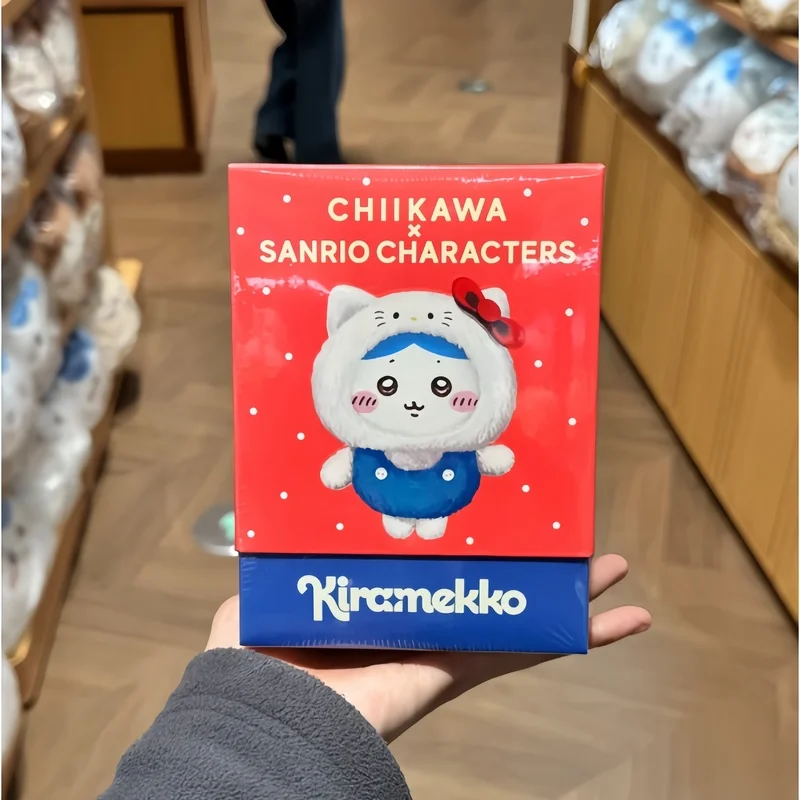 CHIIKAWA
×
SANRIO CHARACTERS
Kiramekko